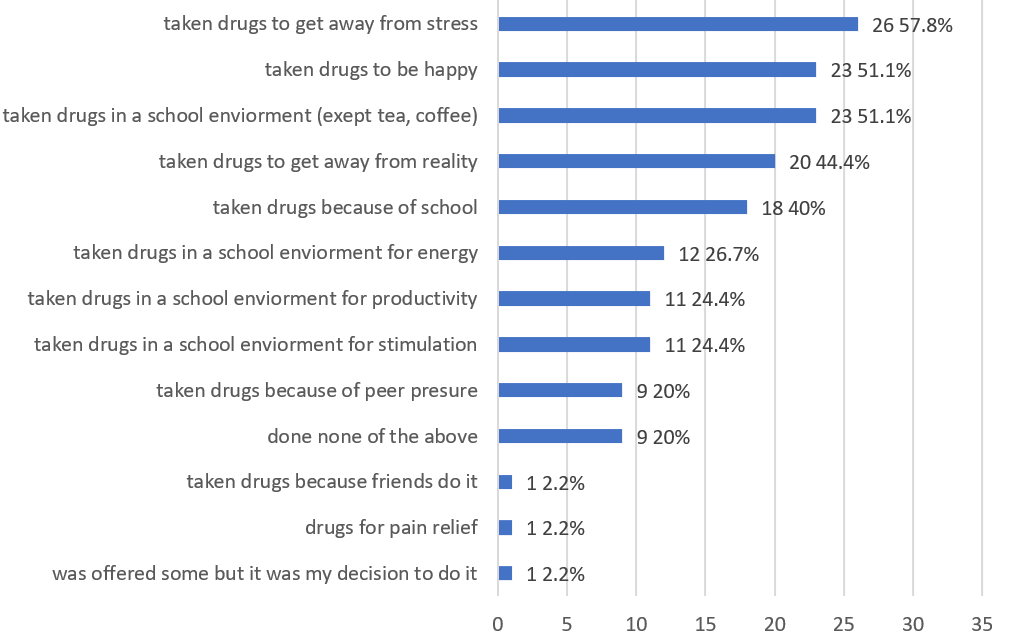 taken drugs to get away from stress 26 57.8%
taken drugs to be happy 23 51.1%
taken drugs in a school enviorment (exept tea, coffee) 23 51.1%
taken drugs to get away from reality 20 44.4%
taken drugs because of school 18 40%
taken drugs in a school enviorment for energy 12 26.7%
taken drugs in a school enviorment for productivity 11 24.4%
taken drugs in a school enviorment for stimulation 11 24.4%
taken drugs because of peer presure 9 20%
done none of the above 9 20%
taken drugs because friends do it 1 2.2%
drugs for pain relief 1 2.2%
was offered some but it was my decision to do it 1 2.2%
0 5 10 15 20 25 30 35